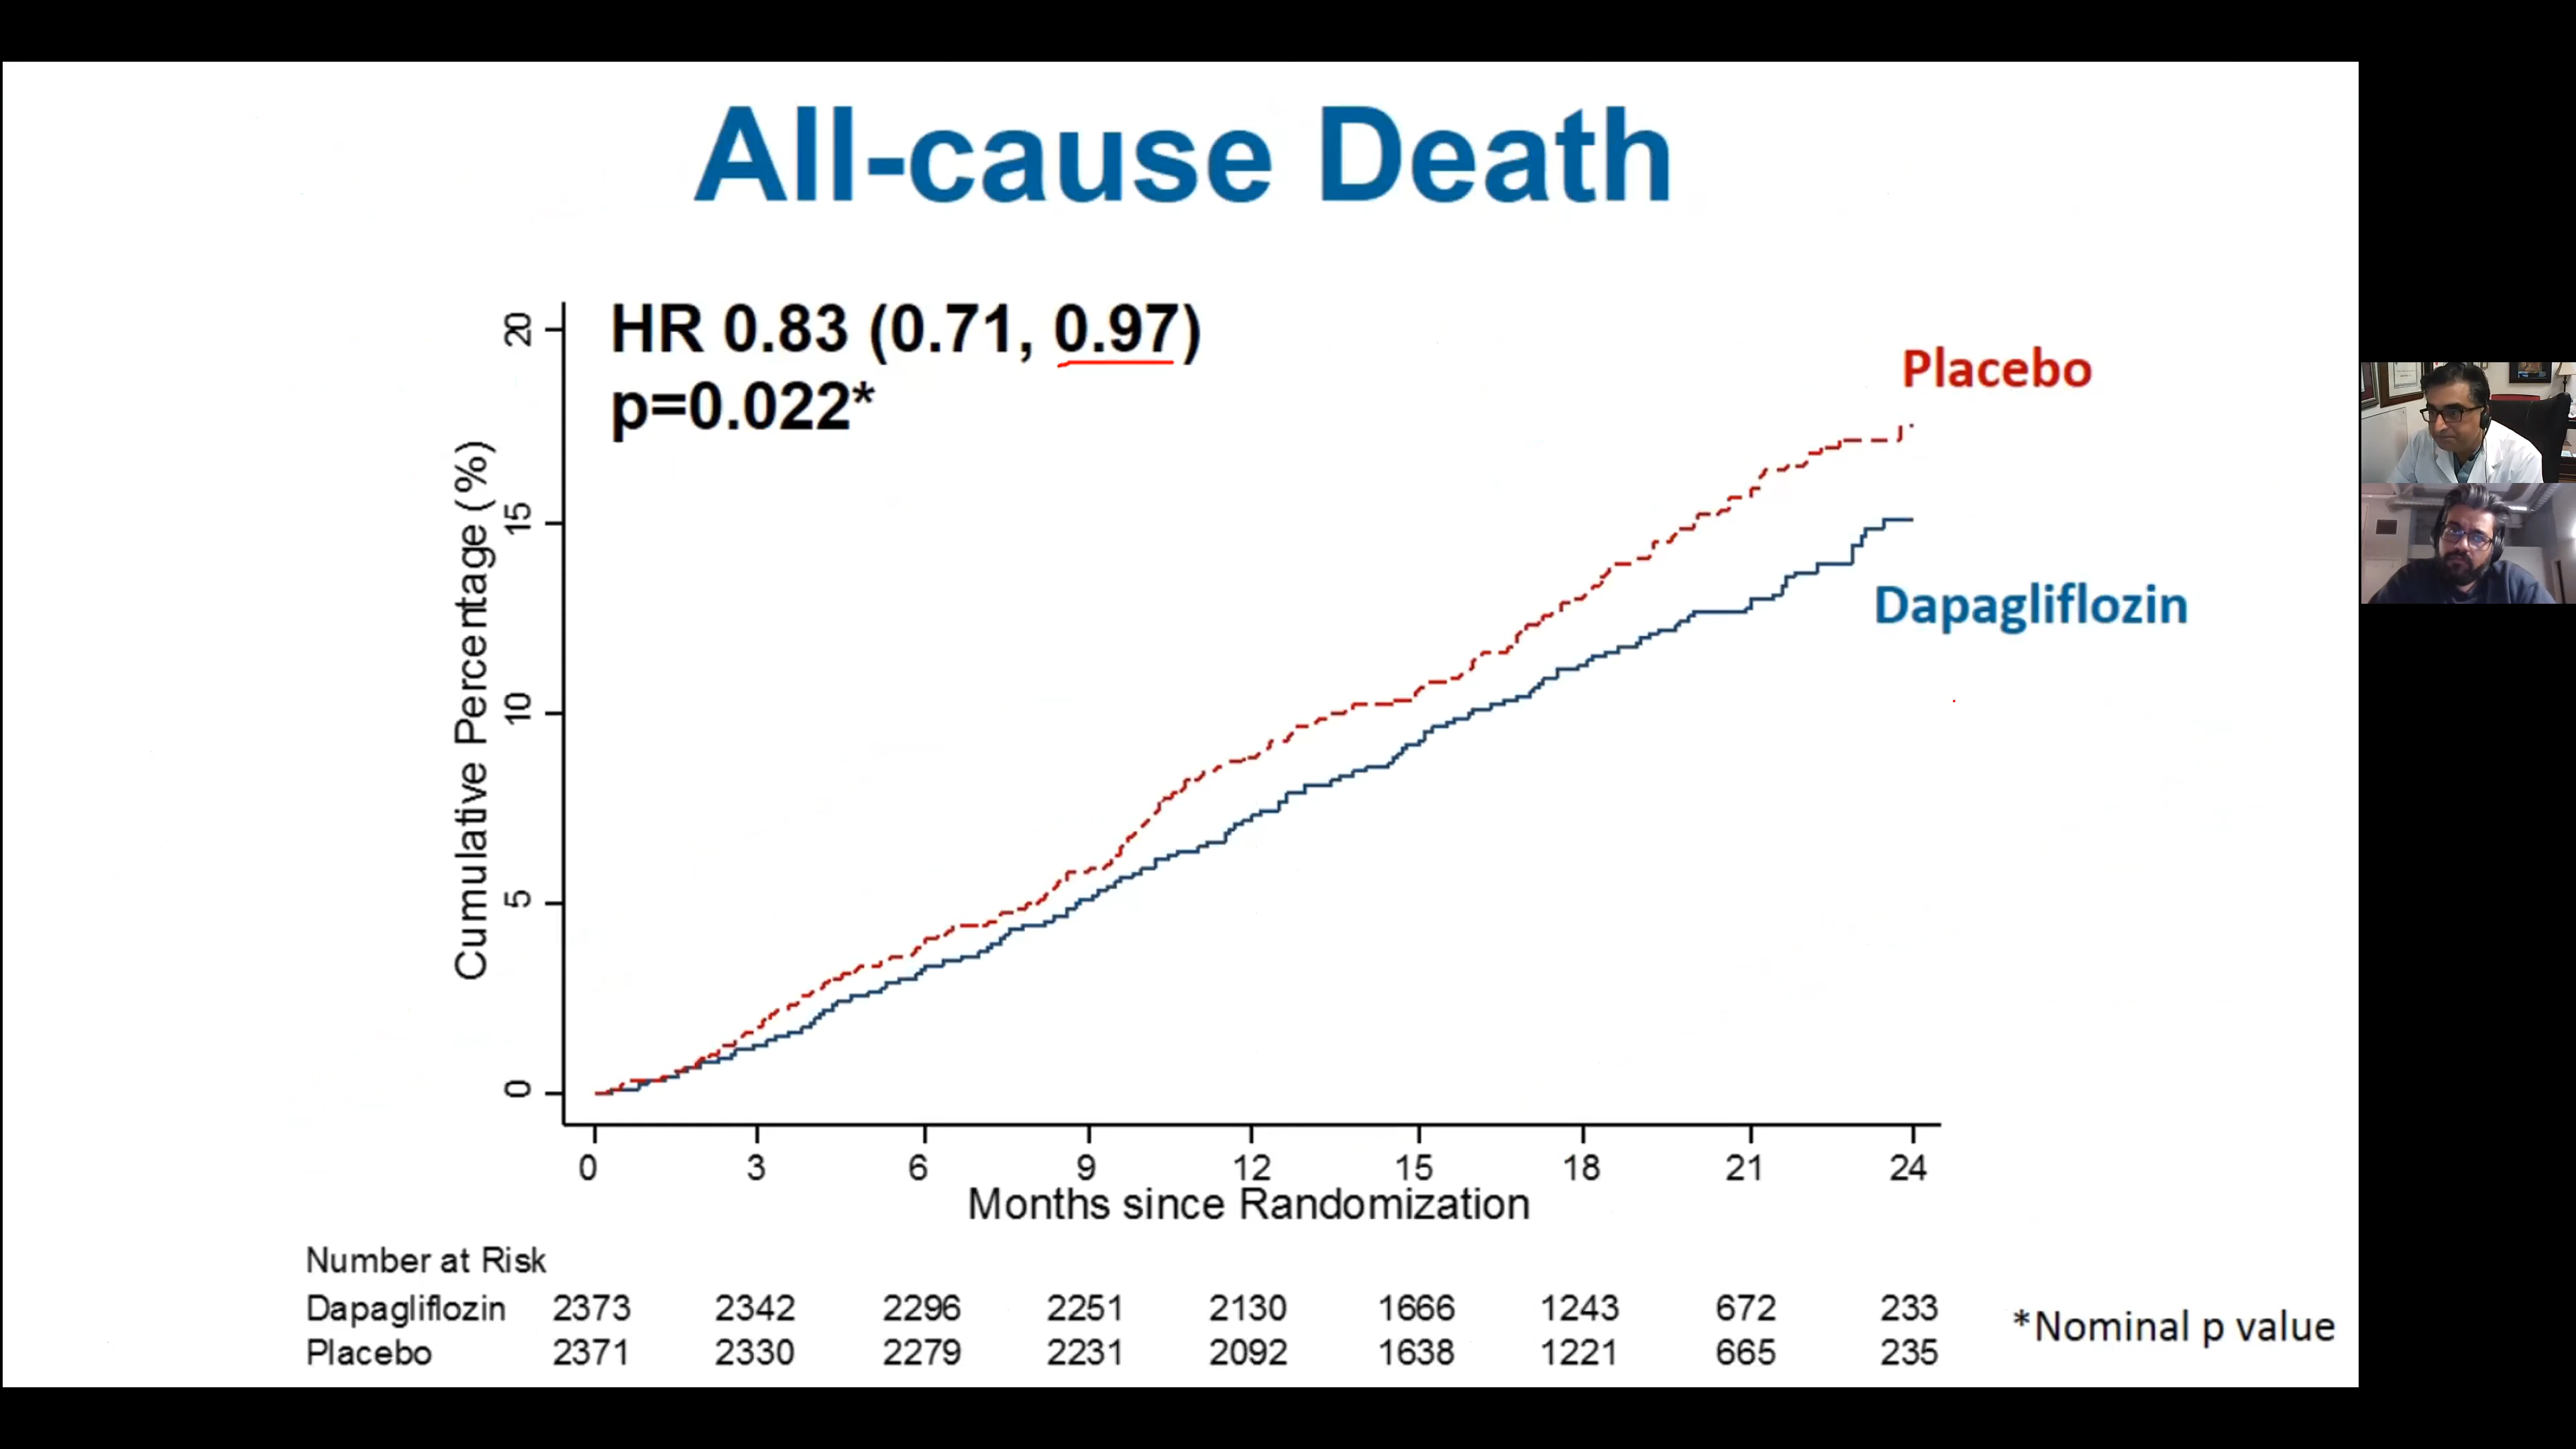 All-cause Death
HR 0.83 (0.71, 0.97)
p=0.022*
Placebo
Dapagliflozin
Cumulative Percentage (%)
20
15
10
5
0
0 3 6 9 12 15 18 21 24
Months since Randomization
Number at Risk
Dapagliflozin 2373 2342 2296 2251 2130 1666 1243 672 233
Placebo 2371 2330 2279 2231 2092 1638 1221 665 235
*Nominal p value